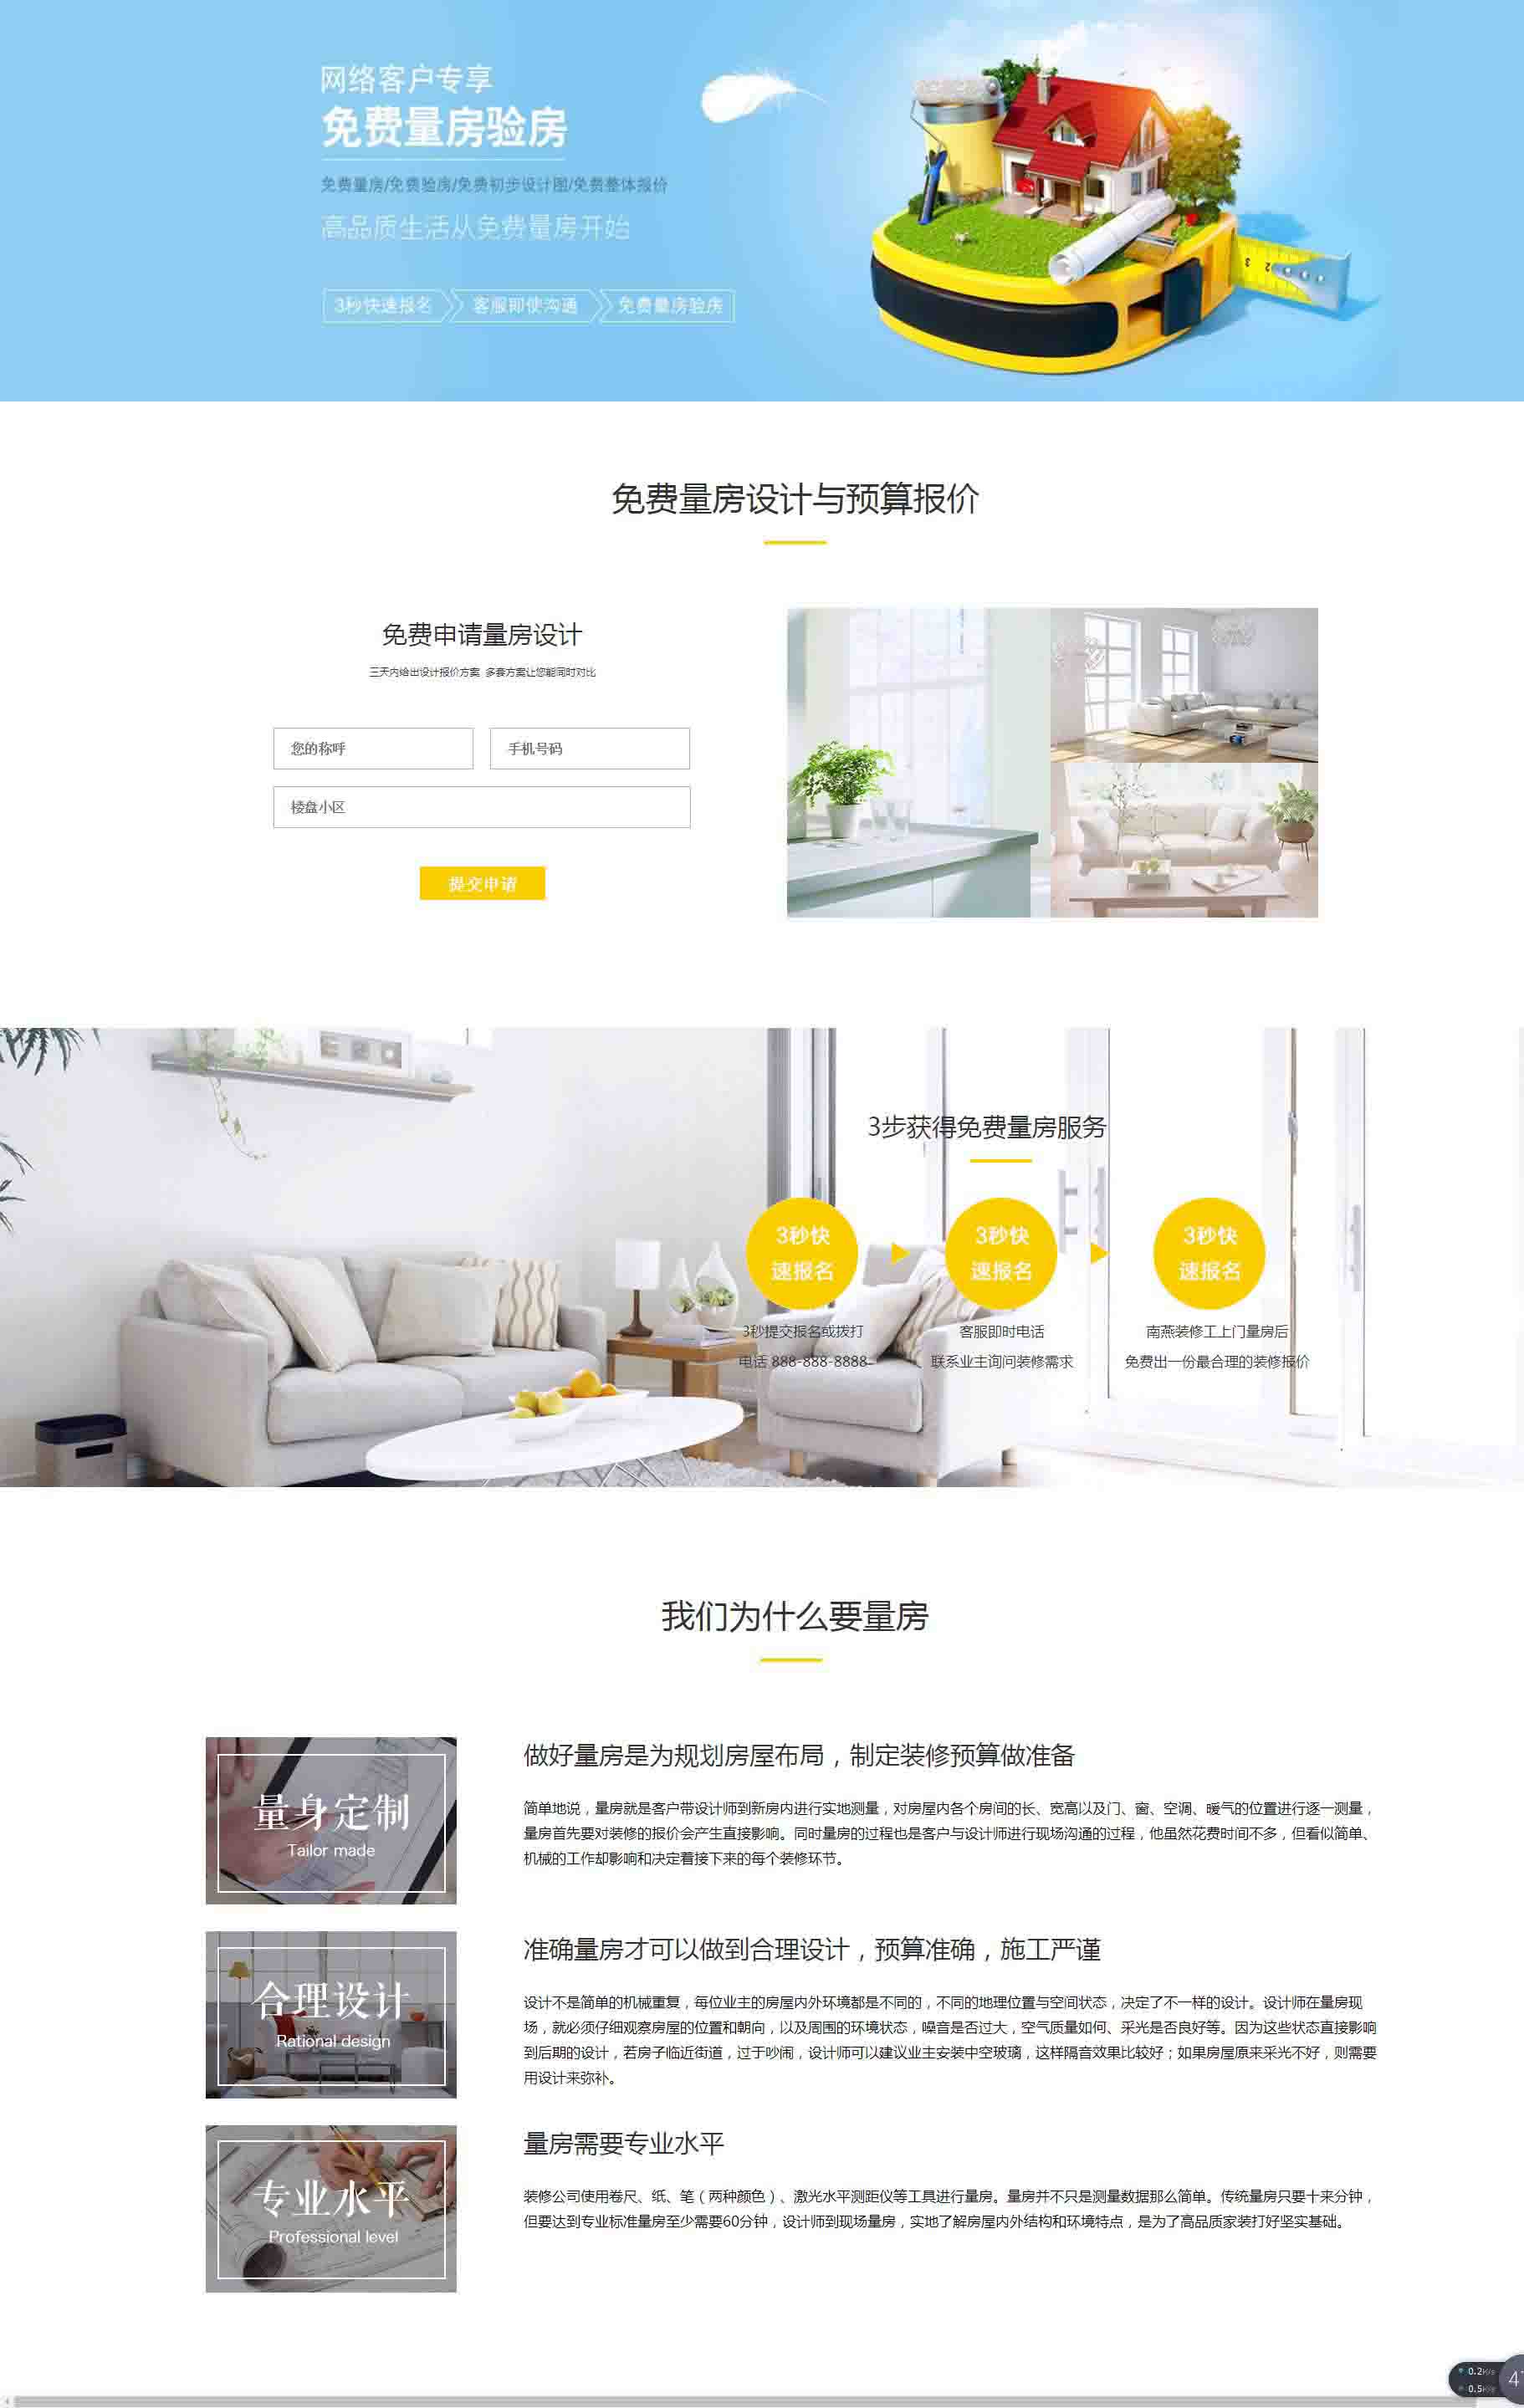 网络客户专享
免费量房验房
免费量房/免费验房/免费初步设计图/免费整体报价
高品质生活从免费量房开始
3秒快速报名
客服即使沟通
免费量房验房
免费量房设计与预算报价
免费申请量房设计
三天内给出设计报价方案 多套方案让您能同时对比
您的称呼
手机号码
楼盘小区
提交申请
3步获得免费量房服务
3秒快
速报名
3秒快
速报名
3秒快
速报名
3秒提交报名或拨打
电话 888-888-8888
客服即时电话
联系业主询问装修需求
南燕装修工上门量房后
免费出一份最合理的装修报价
我们为什么要量房
量身定制
Tailor made
做好量房是为规划房屋布局，制定装修预算做准备
简单地说，量房就是客户带设计师到新房内进行实地测量，对房屋内各个房间的长、宽高以及门、窗、空调、暖气的位置进行逐一测量，
量房首先要对装修的报价会产生直接影响。同时量房的过程也是客户与设计师进行现场沟通的过程，他虽然花费时间不多，但看似简单、
机械的工作却影响和决定着接下来的每个装修环节。
合理设计
Rational design
准确量房才可以做到合理设计，预算准确，施工严谨
设计不是简单的机械重复，每位业主的房屋内外环境都是不同的，不同的地理位置与空间状态，决定了不一样的设计。设计师在量房现
场，就必须仔细观察房屋的位置和朝向，以及周围的环境状态，噪音是否过大，空气质量如何、采光是否良好等。因为这些状态直接影响
到后期的设计，若房子临近街道，过于吵闹，设计师可以建议业主安装中空玻璃，这样隔音效果比较好；如果房屋原来采光不好，则需要
用设计来弥补。
专业水平
Professional level
量房需要专业水平
装修公司使用卷尺、纸、笔（两种颜色）、激光水平测距仪等工具进行量房。量房并不只是测量数据那么简单。传统量房只要十来分钟，
但要达到专业标准量房至少需要60分钟，设计师到现场量房，实地了解房屋内外结构和环境特点，是为了高品质家装打好坚实基础。
0.2K/s
0.5K/s